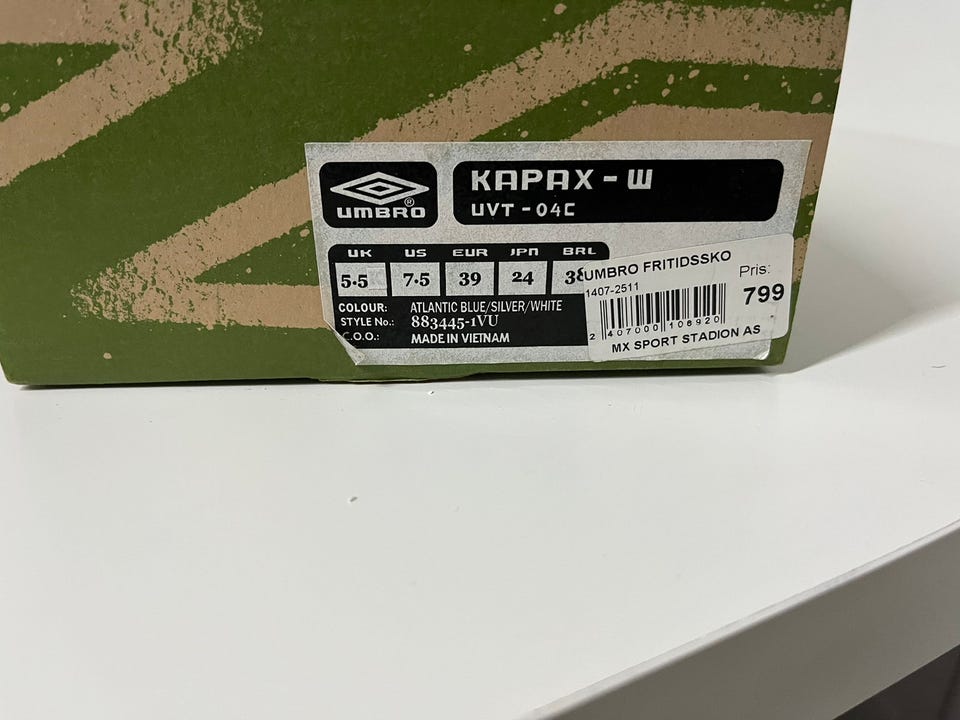 UMBRO®
KAPAX - W
UVT - 04C
UK US EUR JPN BRL
5.5 7.5 39 24 38
COLOUR: ATLANTIC BLUE/SILVER/WHITE
STYLE No.: 883445-1VU
C.O.O.: MADE IN VIETNAM
UMBRO FRITIDSSKO
1407-2511
Pris:
799
2 407000 108920
MX SPORT STADION AS